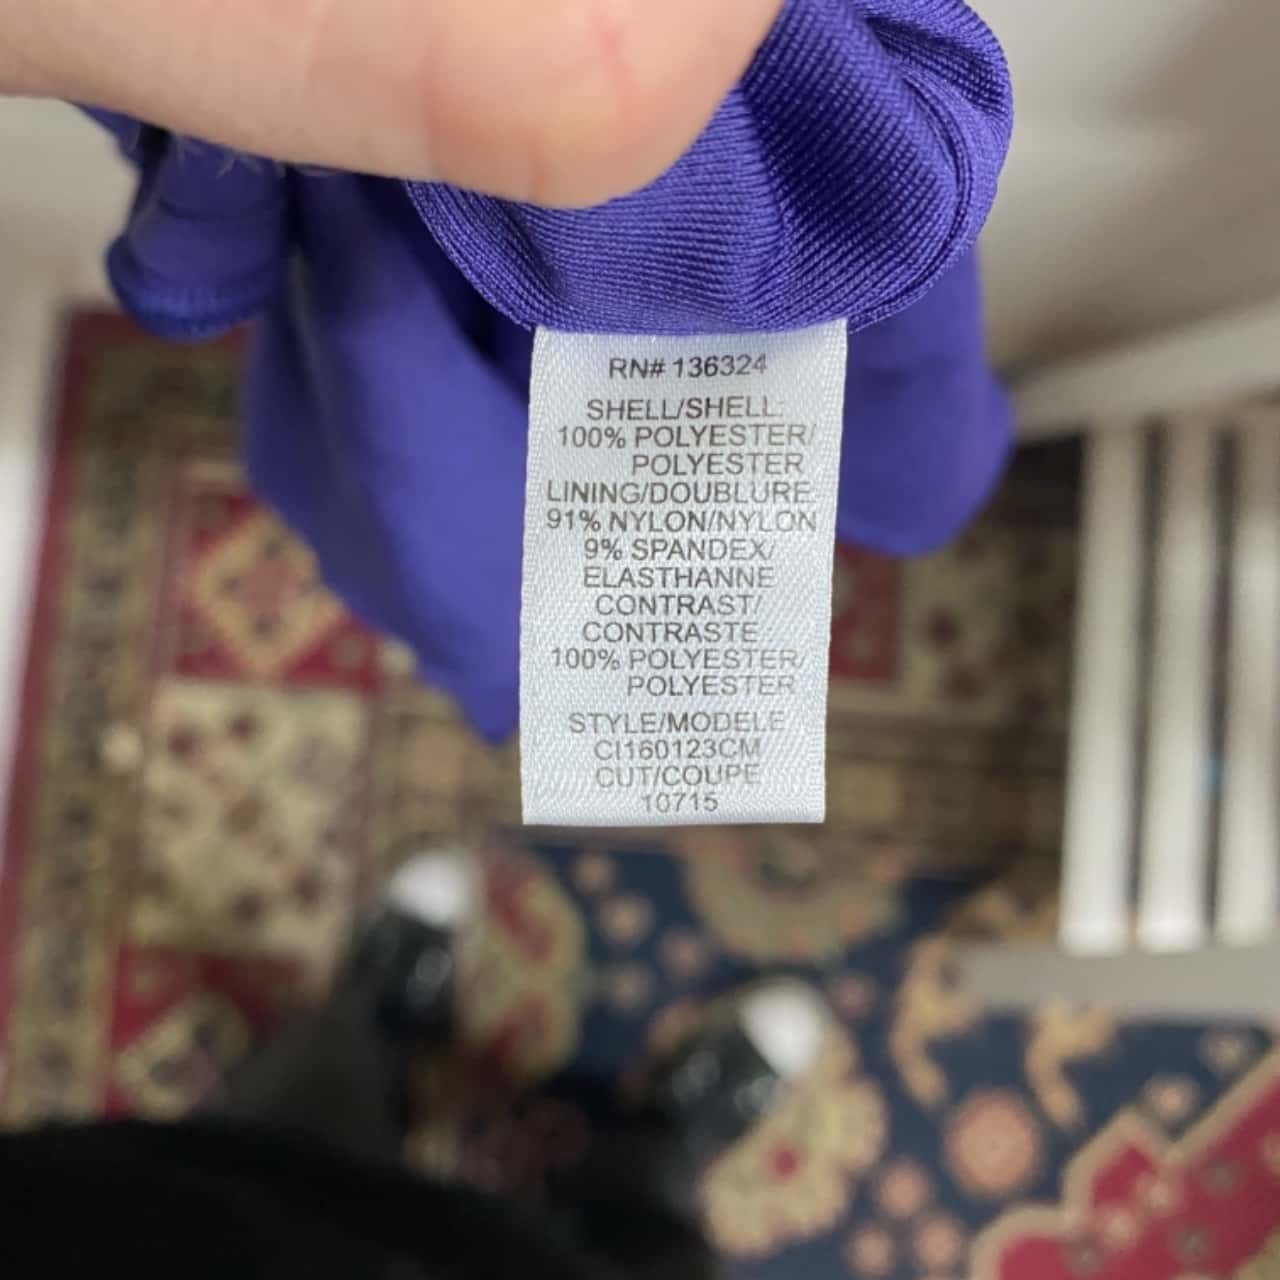 RN# 136324
SHELL/SHELL:
100% POLYESTER/
POLYESTER
LINING/DOUBLURE:
91% NYLON/NYLON
9% SPANDEX/
ELASTHANNE
CONTRAST/
CONTRASTE:
100% POLYESTER/
POLYESTER
STYLE/MODELE
CI160123CM
CUT/COUPE
10715